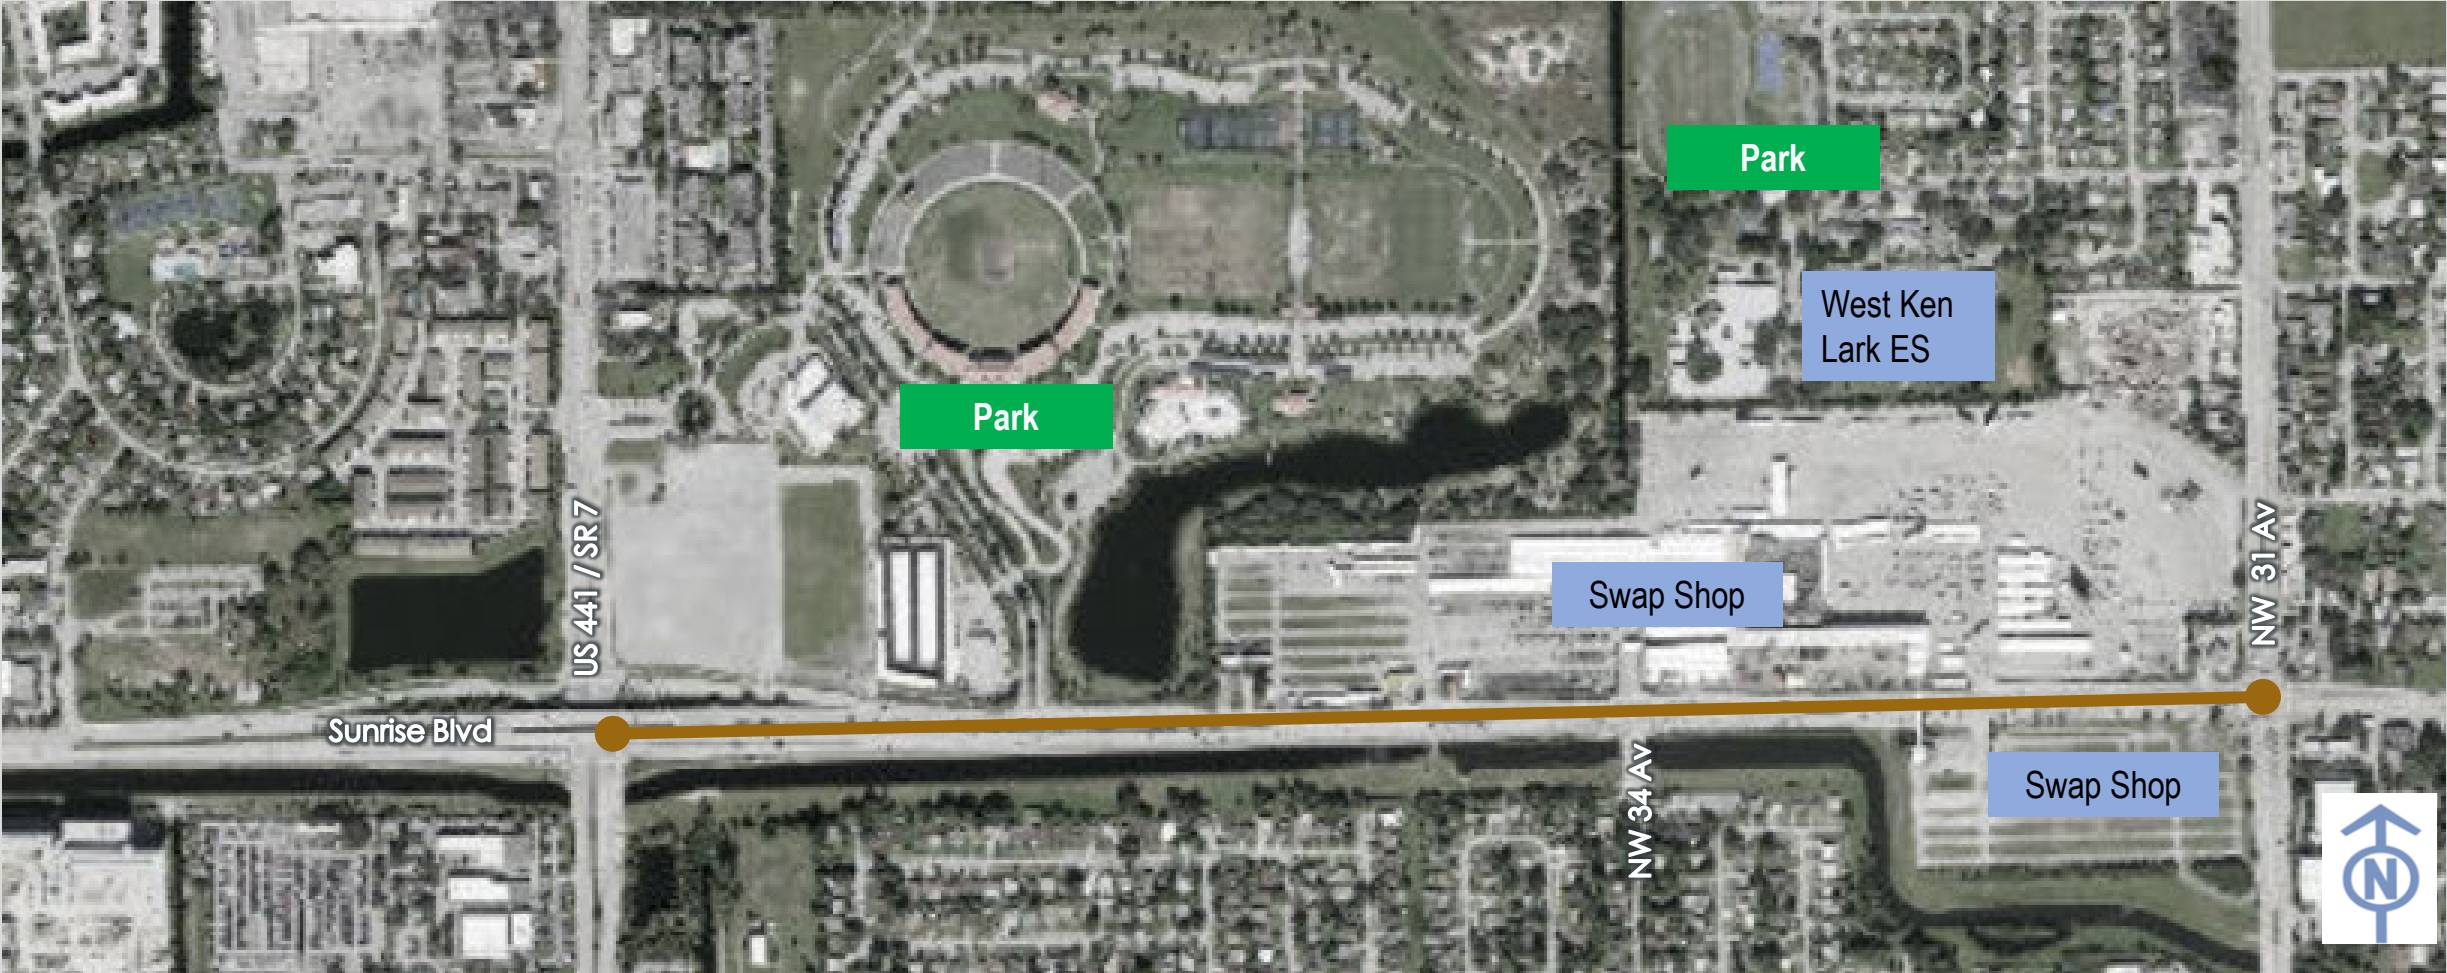 Park
West Ken
Lark ES
Park
US 441 / SR 7
NW 31 Av
Swap Shop
Sunrise Blvd
NW 34 Av
Swap Shop
N